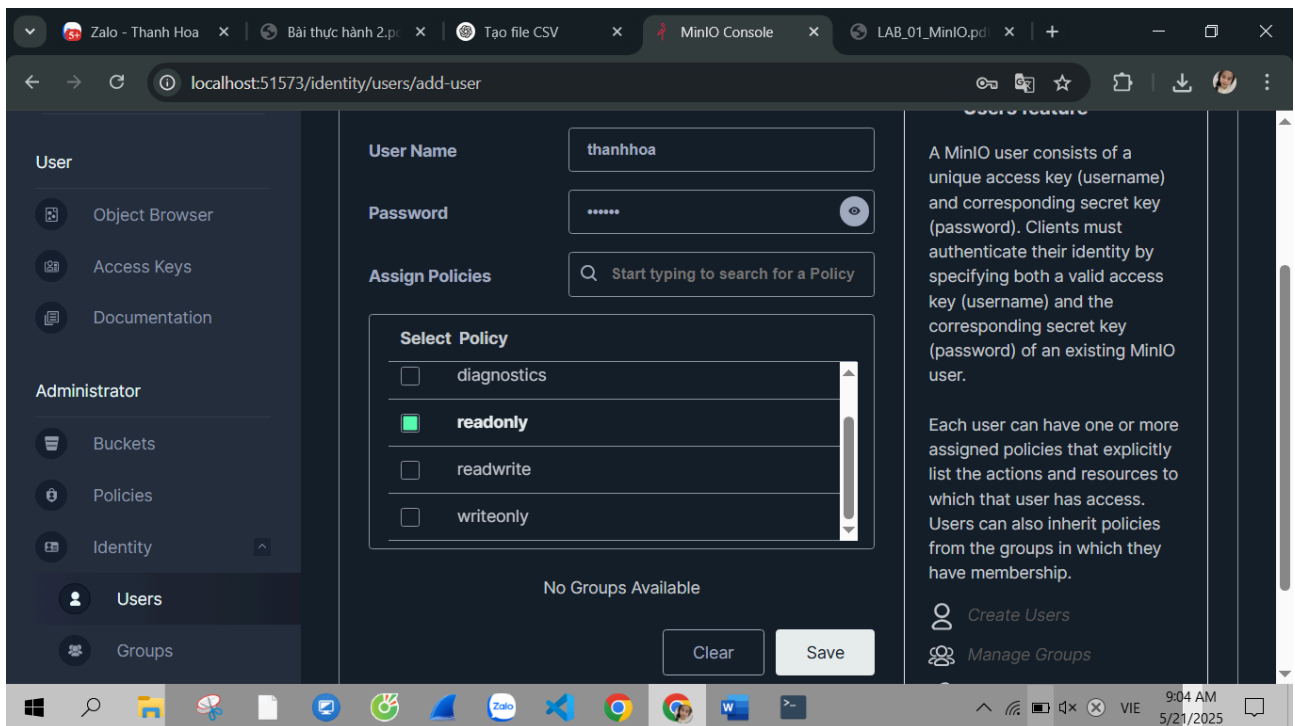 Zalo - Thanh Hoa
Bài thực hành 2.p
Tạo file CSV
MinIO Console
LAB_01_MinIO.pd
localhost:51573/identity/users/add-user
User
Object Browser
Access Keys
Documentation
Administrator
Buckets
Policies
Identity
Users
Groups
User Name
thanhhoa
Password
••••••
Assign Policies
Start typing to search for a Policy
Select Policy
diagnostics
readonly
readwrite
writeonly
No Groups Available
Clear
Save
Users feature
A MinIO user consists of a
unique access key (username)
and corresponding secret key
(password). Clients must
authenticate their identity by
specifying both a valid access
key (username) and the
corresponding secret key
(password) of an existing MinIO
user.
Each user can have one or more
assigned policies that explicitly
list the actions and resources to
which that user has access.
Users can also inherit policies
from the groups in which they
have membership.
Create Users
Manage Groups
5+
Zalo
W
VIE
9:04 AM
5/21/2025